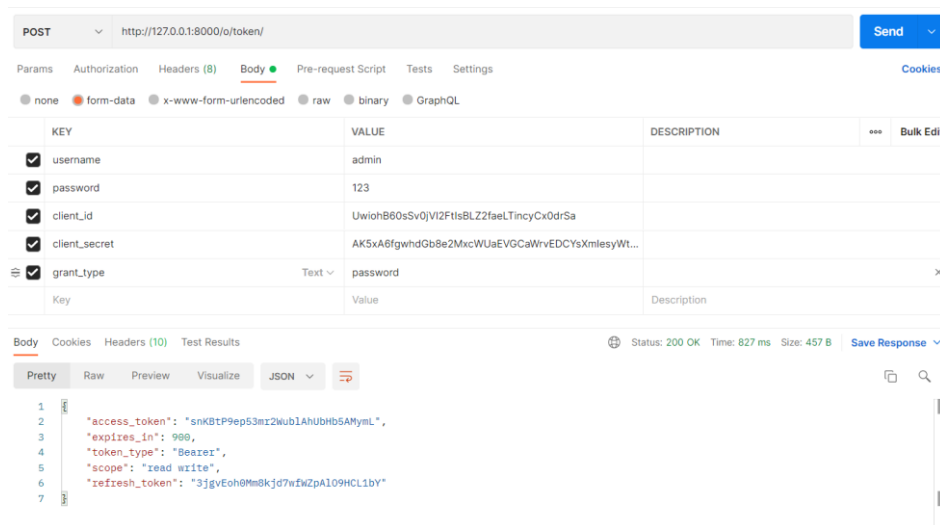 POST http://127.0.0.1:8000/o/token/ Send
Params Authorization Headers (8) Body Pre-request Script Tests Settings Cookies
none form-data x-www-form-urlencoded raw binary GraphQL
KEY VALUE DESCRIPTION ooo Bulk Edi
username admin
password 123
client_id UwiohB60sSv0jVI2FtIsBLZ2faeLTincyCx0drSa
client_secret AK5xA6fgwhdGb8e2MxcWUaEVGCaWrvEDCYsXmIesyWt...
grant_type Text password
Key Value Description
Body Cookies Headers (10) Test Results Status: 200 OK Time: 827 ms Size: 457 B Save Response
Pretty Raw Preview Visualize JSON
1 {
2 "access_token": "snKBtP9ep53mr2WublAhUbHb5AMymL",
3 "expires_in": 900,
4 "token_type": "Bearer",
5 "scope": "read write",
6 "refresh_token": "3jgvEoh0Mm8kjd7wfWZpAlO9HCL1bY"
7 }